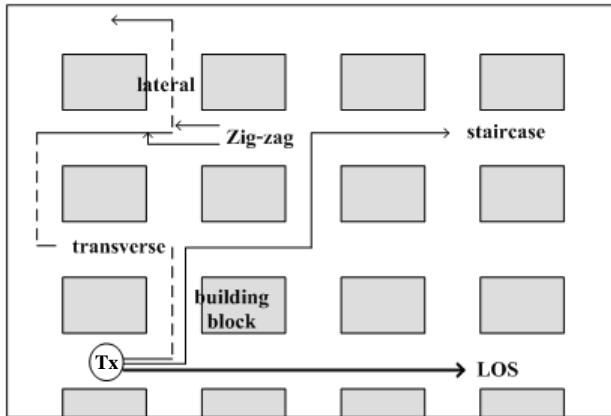 lateral
Zig-zag
staircase
transverse
building
block
Tx
LOS